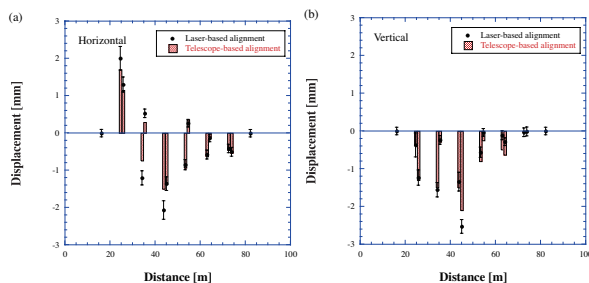 (a)
Horizontal
Laser-based alignment
Telescope-based alignment
3
2
1
0
-1
-2
-3
Displacement [mm]
0 20 40 60 80 100
Distance [m]
(b)
Vertical
Laser-based alignment
Telescope-based alignment
3
2
1
0
-1
-2
-3
Displacement [mm]
0 20 40 60 80 100
Distance [m]